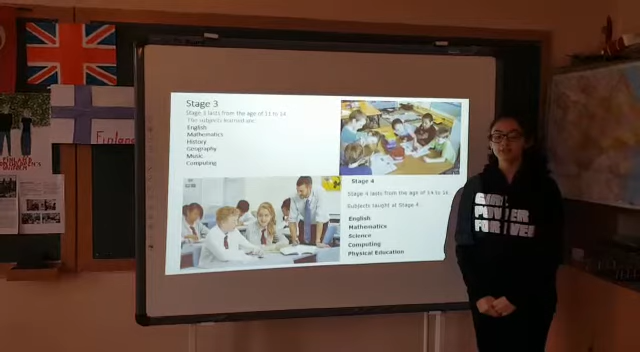 Stage 3
Stage 3 lasts from the age of 11 to 14.
The subjects learned are:
English
Mathematics
History
Geography
Music
Computing
Stage 4
Stage 4 lasts from the age of 14 to 16.
Subjects taught at Stage 4
English
Mathematics
Science
Computing
Physical Education
Finland
GIRL
POWER
FOREVER